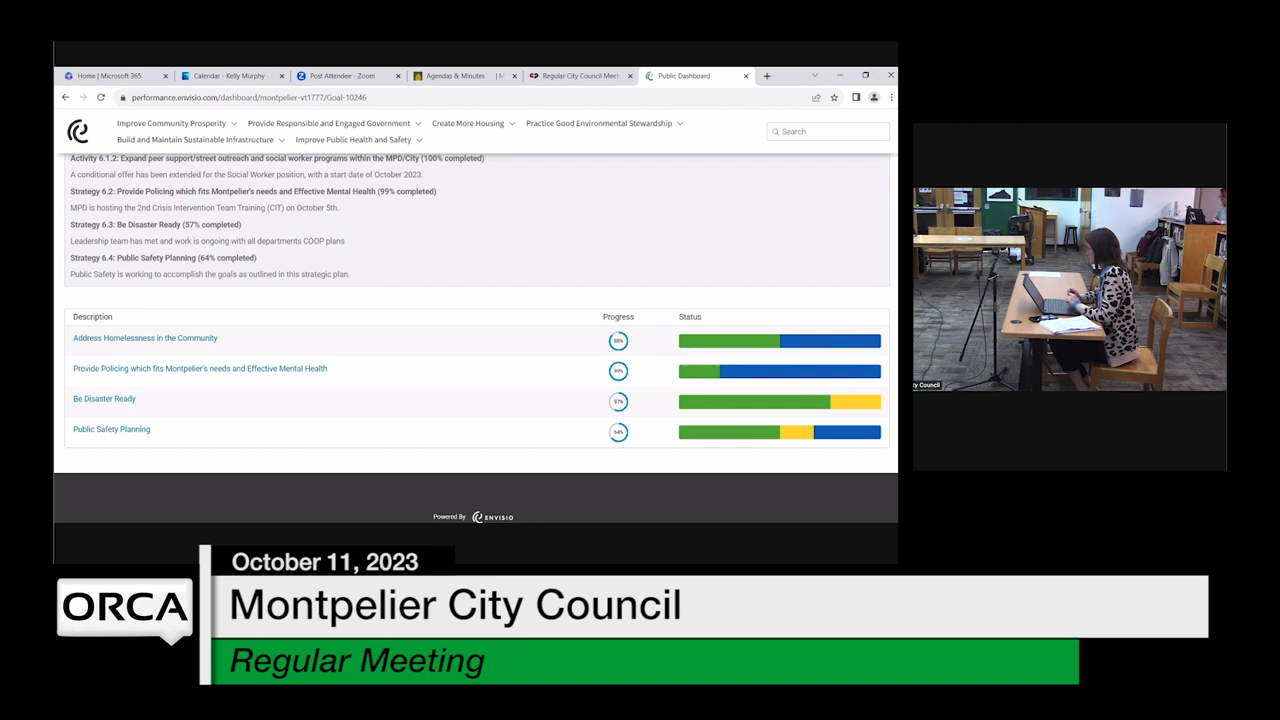 Home | Microsoft 365
Calendar - Kelly Murphy -
Post Attendee - Zoom
Agendas & Minutes | M
Regular City Council Meeti
Public Dashboard
performance.envisio.com/dashboard/montpelier-vt1777/Goal-10246
Improve Community Prosperity
Provide Responsible and Engaged Government
Create More Housing
Practice Good Environmental Stewardship
Search
Build and Maintain Sustainable Infrastructure
Improve Public Health and Safety
Activity 6.1.2: Expand peer support/street outreach and social worker programs within the MPD/City (100% completed)
A conditional offer has been extended for the Social Worker position, with a start date of October 2023.
Strategy 6.2: Provide Policing which fits Montpelier's needs and Effective Mental Health (99% completed)
MPD is hosting the 2nd Crisis Intervention Team Training (CIT) on October 5th.
Strategy 6.3: Be Disaster Ready (57% completed)
Leadership team has met and work is ongoing with all departments COOP plans
Strategy 6.4: Public Safety Planning (64% completed)
Public Safety is working to accomplish the goals as outlined in this strategic plan.
Description Progress Status
Address Homelessness in the Community
Provide Policing which fits Montpelier's needs and Effective Mental Health 99%
Be Disaster Ready 57%
Public Safety Planning 64%
ty Council
Powered By ENVISIO
October 11, 2023
ORCA
Montpelier City Council
Regular Meeting